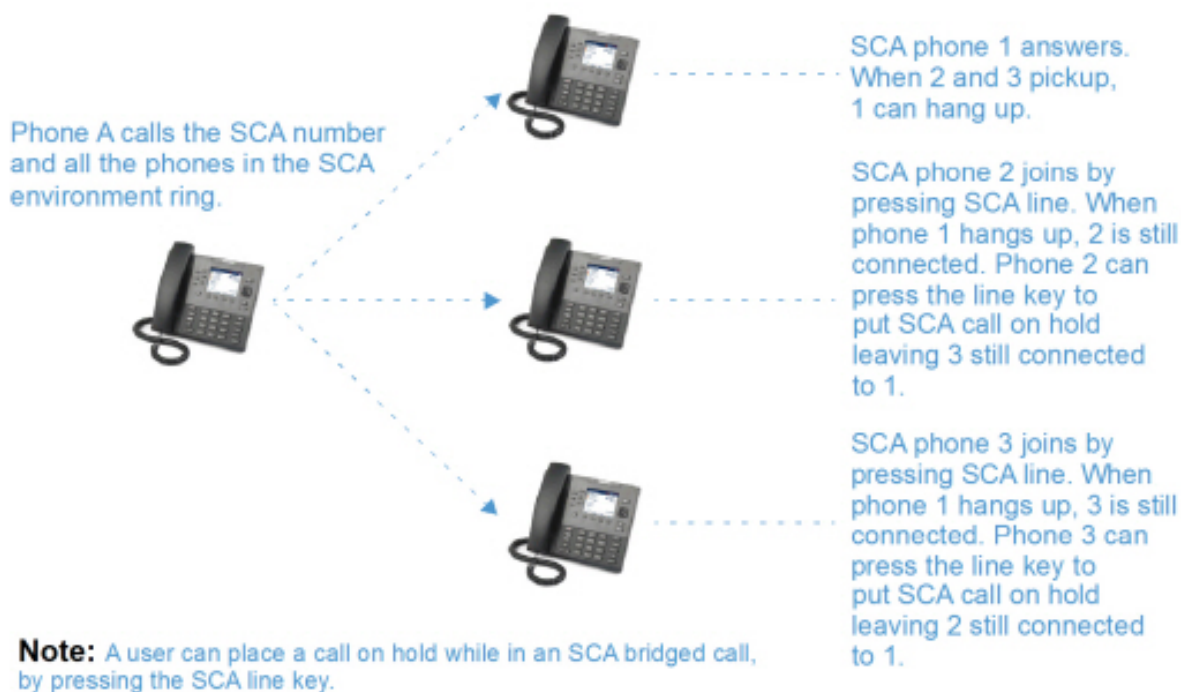 Phone A calls the SCA number
and all the phones in the SCA
environment ring.
SCA phone 1 answers.
When 2 and 3 pickup,
1 can hang up.
SCA phone 2 joins by
pressing SCA line. When
phone 1 hangs up, 2 is still
connected. Phone 2 can
press the line key to
put SCA call on hold
leaving 3 still connected
to 1.
SCA phone 3 joins by
pressing SCA line. When
phone 1 hangs up, 3 is still
connected. Phone 3 can
press the line key to
put SCA call on hold
leaving 2 still connected
to 1.
Note: A user can place a call on hold while in an SCA bridged call,
by pressing the SCA line key.